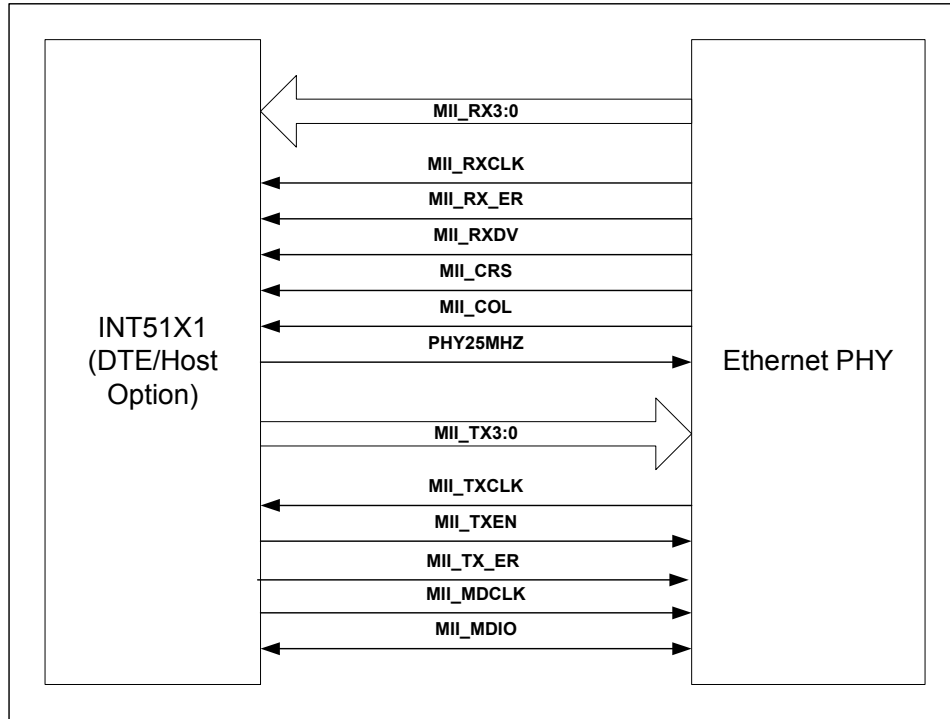 MII_RX3:0
MII_RXCLK
MII_RX_ER
MII_RXDV
MII_CRS
MII_COL
PHY25MHZ
INT51X1
(DTE/Host
Option)
Ethernet PHY
MII_TX3:0
MII_TXCLK
MII_TXEN
MII_TX_ER
MII_MDCLK
MII_MDIO